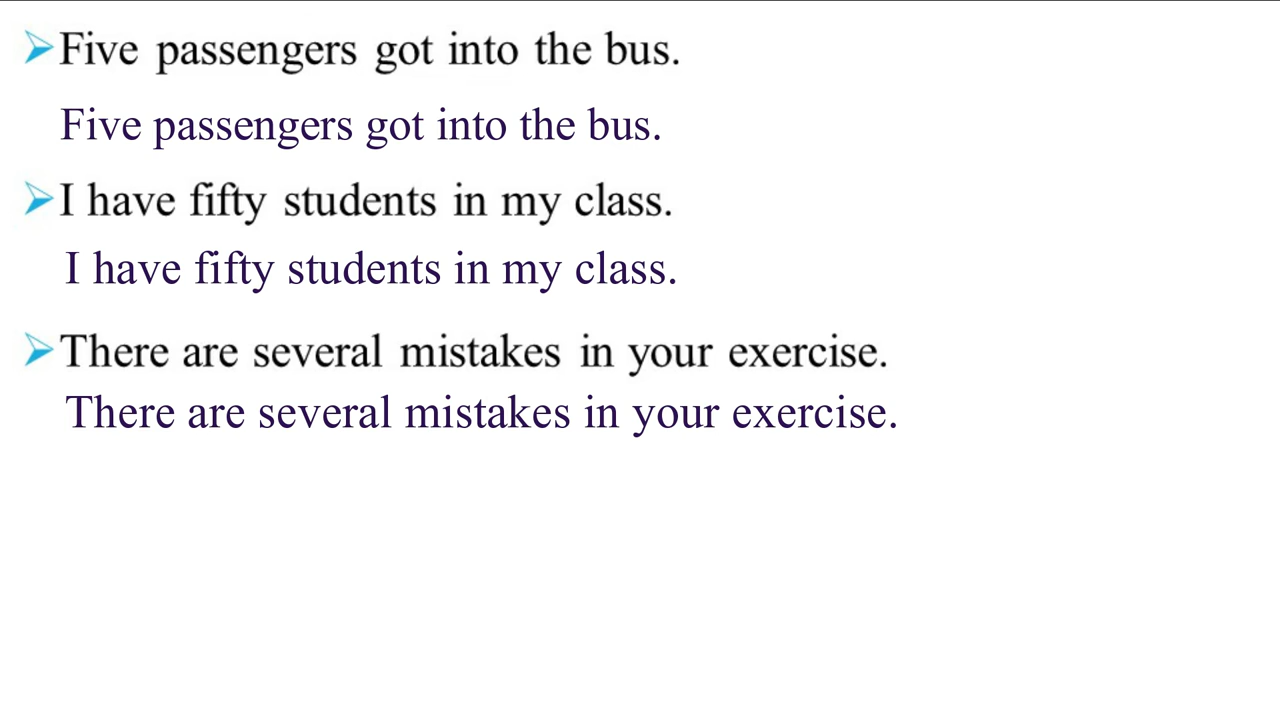 ➢Five passengers got into the bus.
Five passengers got into the bus.
➢I have fifty students in my class.
I have fifty students in my class.
➢There are several mistakes in your exercise.
There are several mistakes in your exercise.